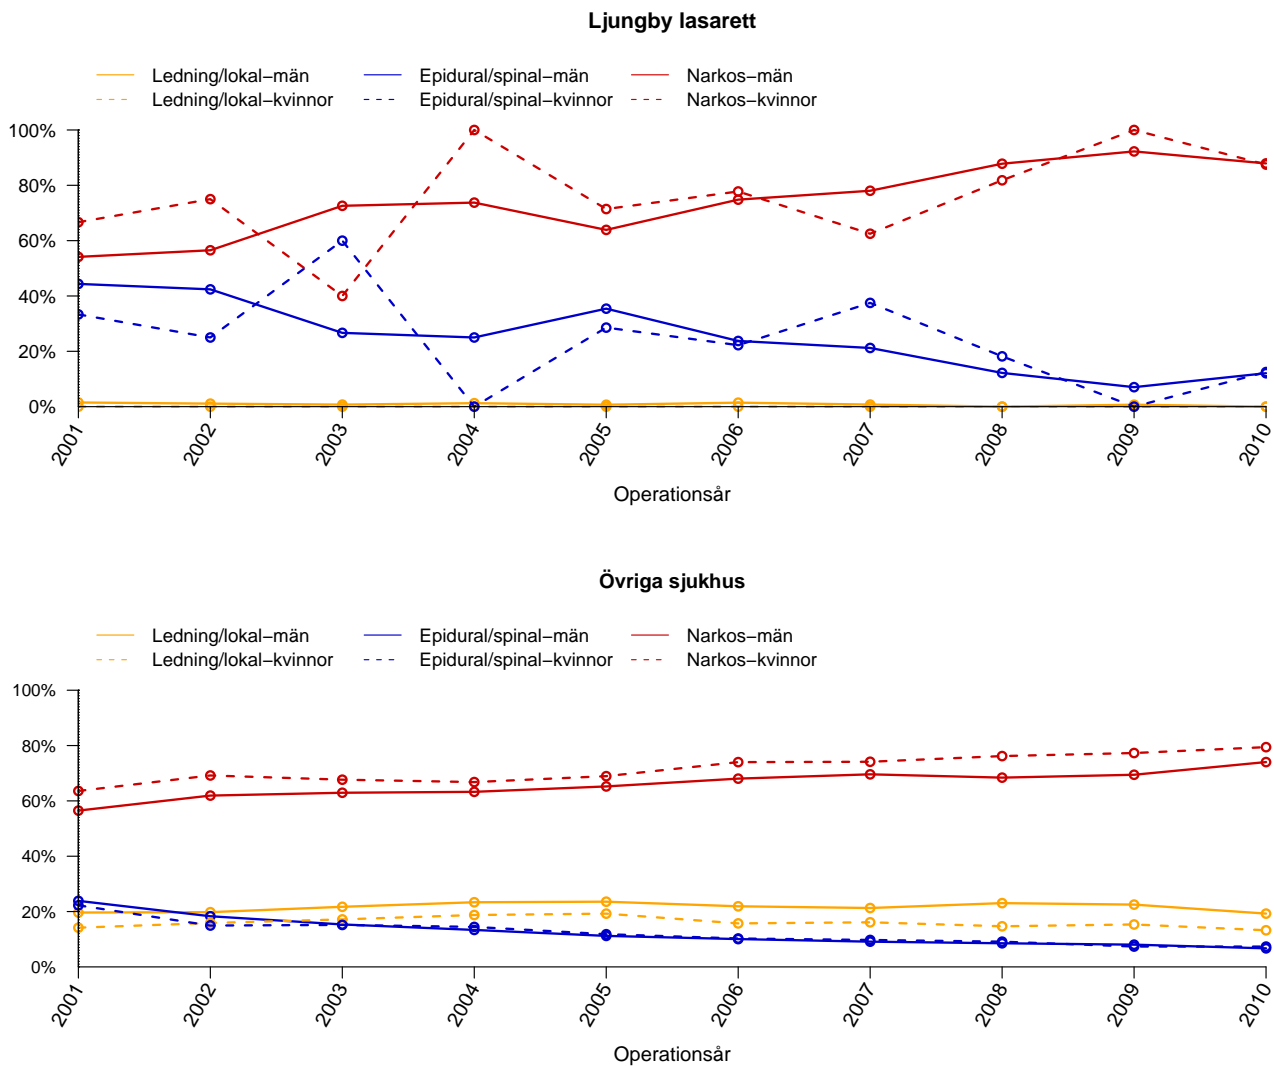 Ljungby lasarett
Ledning/lokal−män Epidural/spinal−män Narkos−män
Ledning/lokal−kvinnor Epidural/spinal−kvinnor Narkos−kvinnor
100%
80%
60%
40%
20%
0%
2001 2002 2003 2004 2005 2006 2007 2008 2009 2010
Operationsår
Övriga sjukhus
Ledning/lokal−män Epidural/spinal−män Narkos−män
Ledning/lokal−kvinnor Epidural/spinal−kvinnor Narkos−kvinnor
100%
80%
60%
40%
20%
0%
2001 2002 2003 2004 2005 2006 2007 2008 2009 2010
Operationsår